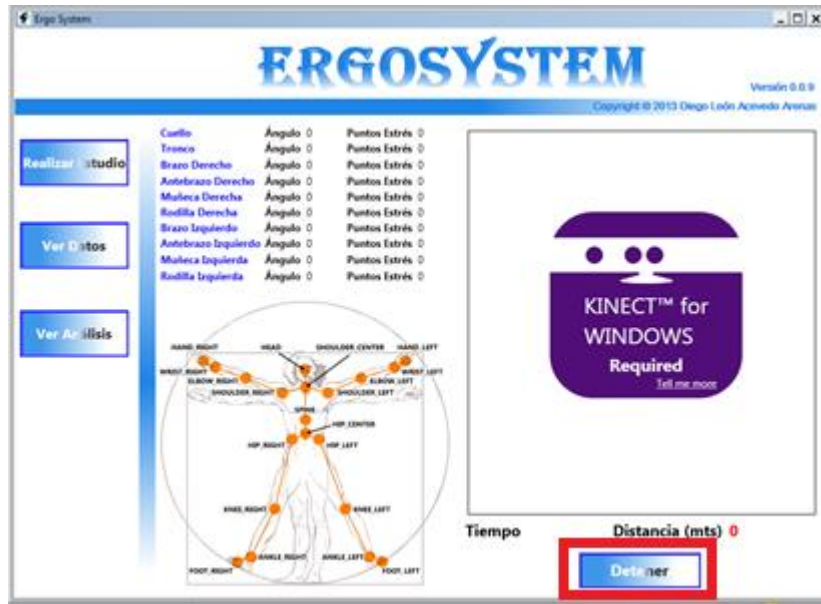 Ergo System
ERGOSYSTEM
Versión 0.0.9
Copyright © 2013 Diego León Acevedo Arenas
Realizar Estudio
Ver Datos
Ver Análisis
Cuello Ángulo 0 Puntos Estrés 0
Tronco Ángulo 0 Puntos Estrés 0
Brazo Derecho Ángulo 0 Puntos Estrés 0
Antebrazo Derecho Ángulo 0 Puntos Estrés 0
Muñeca Derecha Ángulo 0 Puntos Estrés 0
Rodilla Derecha Ángulo 0 Puntos Estrés 0
Brazo Izquierdo Ángulo 0 Puntos Estrés 0
Antebrazo Izquierdo Ángulo 0 Puntos Estrés 0
Muñeca Izquierda Ángulo 0 Puntos Estrés 0
Rodilla Izquierda Ángulo 0 Puntos Estrés 0
HAND_RIGHT HEAD SHOULDER_CENTER HAND_LEFT
WRIST_RIGHT WRIST_LEFT
ELBOW_RIGHT ELBOW_LEFT
SHOULDER_RIGHT SHOULDER_LEFT
SPINE
HIP_CENTER
HIP_RIGHT HIP_LEFT
KNEE_RIGHT KNEE_LEFT
ANKLE_RIGHT ANKLE_LEFT
FOOT_RIGHT FOOT_LEFT
KINECT™ for
WINDOWS
Required
Tell me more
Tiempo Distancia (mts) 0
Detener